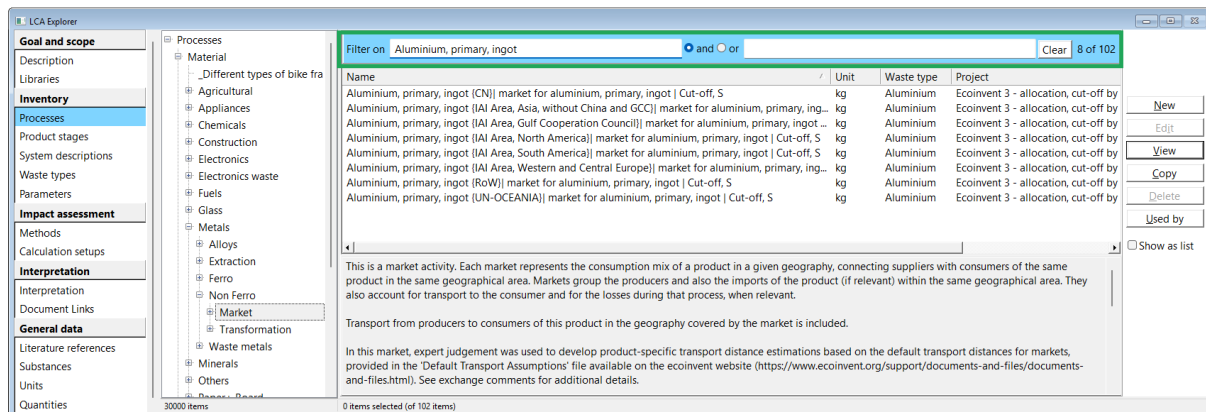 LCA Explorer
Goal and scope
Description
Libraries
Inventory
Processes
Product stages
System descriptions
Waste types
Parameters
Impact assessment
Methods
Calculation setups
Interpretation
Interpretation
Document Links
General data
Literature references
Substances
Units
Quantities
Processes
Material
_Different types of bike fra
Agricultural
Appliances
Chemicals
Construction
Electronics
Electronics waste
Fuels
Glass
Metals
Alloys
Extraction
Ferro
Non Ferro
Market
Transformation
Waste metals
Minerals
Others
30000 items
Filter on Aluminium, primary, ingot and or Clear 8 of 102
Name / Unit Waste type Project
Aluminium, primary, ingot {CN}| market for aluminium, primary, ingot | Cut-off, S kg Aluminium Ecoinvent 3 - allocation, cut-off by
Aluminium, primary, ingot {IAI Area, Asia, without China and GCC}| market for aluminium, primary, ing... kg Aluminium Ecoinvent 3 - allocation, cut-off by
Aluminium, primary, ingot {IAI Area, Gulf Cooperation Council}| market for aluminium, primary, ingot ... kg Aluminium Ecoinvent 3 - allocation, cut-off by
Aluminium, primary, ingot {IAI Area, North America}| market for aluminium, primary, ingot | Cut-off, S kg Aluminium Ecoinvent 3 - allocation, cut-off by
Aluminium, primary, ingot {IAI Area, South America}| market for aluminium, primary, ingot | Cut-off, S kg Aluminium Ecoinvent 3 - allocation, cut-off by
Aluminium, primary, ingot {IAI Area, Western and Central Europe}| market for aluminium, primary, ing... kg Aluminium Ecoinvent 3 - allocation, cut-off by
Aluminium, primary, ingot {RoW}| market for aluminium, primary, ingot | Cut-off, S kg Aluminium Ecoinvent 3 - allocation, cut-off by
Aluminium, primary, ingot {UN-OCEANIA}| market for aluminium, primary, ingot | Cut-off, S kg Aluminium Ecoinvent 3 - allocation, cut-off by
This is a market activity. Each market represents the consumption mix of a product in a given geography, connecting suppliers with consumers of the same
product in the same geographical area. Markets group the producers and also the imports of the product (if relevant) within the same geographical area. They
also account for transport to the consumer and for the losses during that process, when relevant.
Transport from producers to consumers of this product in the geography covered by the market is included.
In this market, expert judgement was used to develop product-specific transport distance estimations based on the default transport distances for markets,
provided in the 'Default Transport Assumptions' file available on the ecoinvent website (https://www.ecoinvent.org/support/documents-and-files/documents-
and-files.html). See exchange comments for additional details.
0 items selected (of 102 items)
New
Edit
View
Copy
Delete
Used by
Show as list